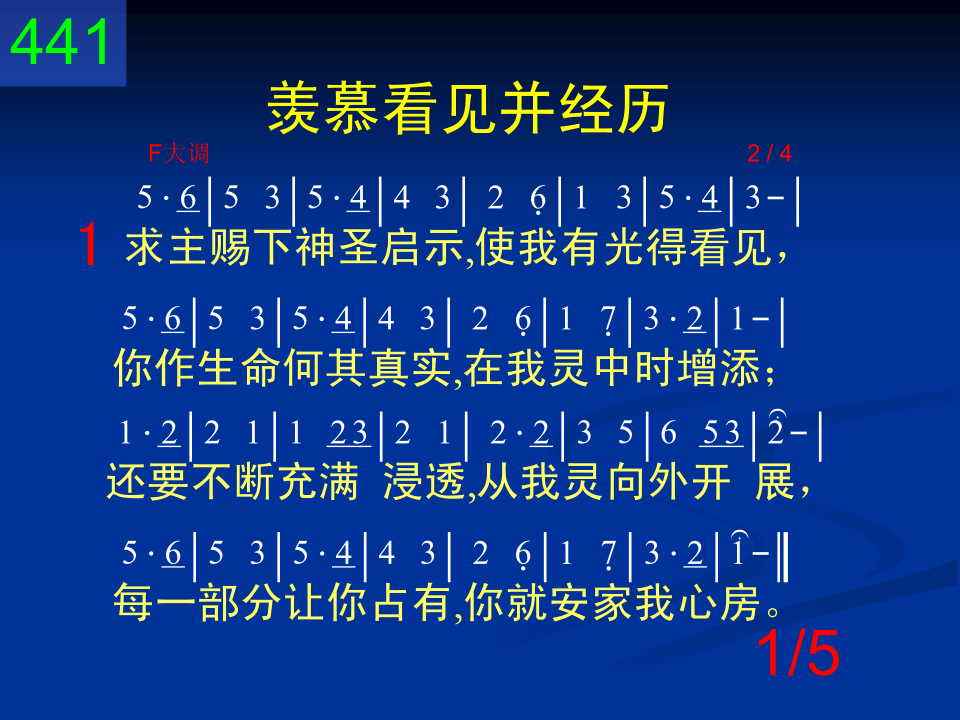 441
羡慕看见并经历
F大调 2 / 4
5 · 6|5 3|5 · 4|4 3| 2 6̣|1 3|5 · 4|3−|
1 求主赐下神圣启示,使我有光得看见，
5 · 6|5 3|5 · 4|4 3| 2 6̣|1 7̣|3 · 2|1−|
你作生命何其真实,在我灵中时增添；
1 · 2|2 1|1 23|2 1| 2 · 2|3 5|6 53|2−|
还要不断充满 浸透,从我灵向外开 展，
5 · 6|5 3|5 · 4|4 3| 2 6̣|1 7̣|3 · 2|1−‖
每一部分让你占有,你就安家我心房。
1/5